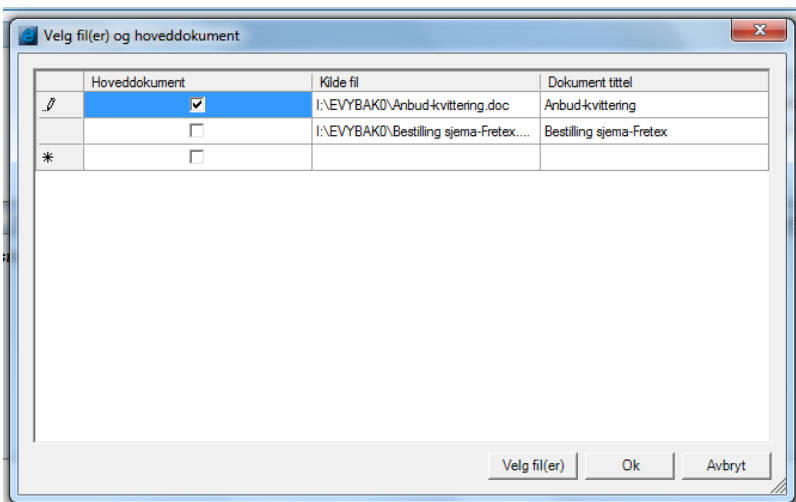 Velg fil(er) og hoveddokument
Hoveddokument Kilde fil Dokument tittel
I:\EVYBAK0\Anbud-kvittering.doc Anbud-kvittering
I:\EVYBAK0\Bestilling sjema-Fretex.... Bestilling sjema-Fretex
Velg fil(er) Ok Avbryt